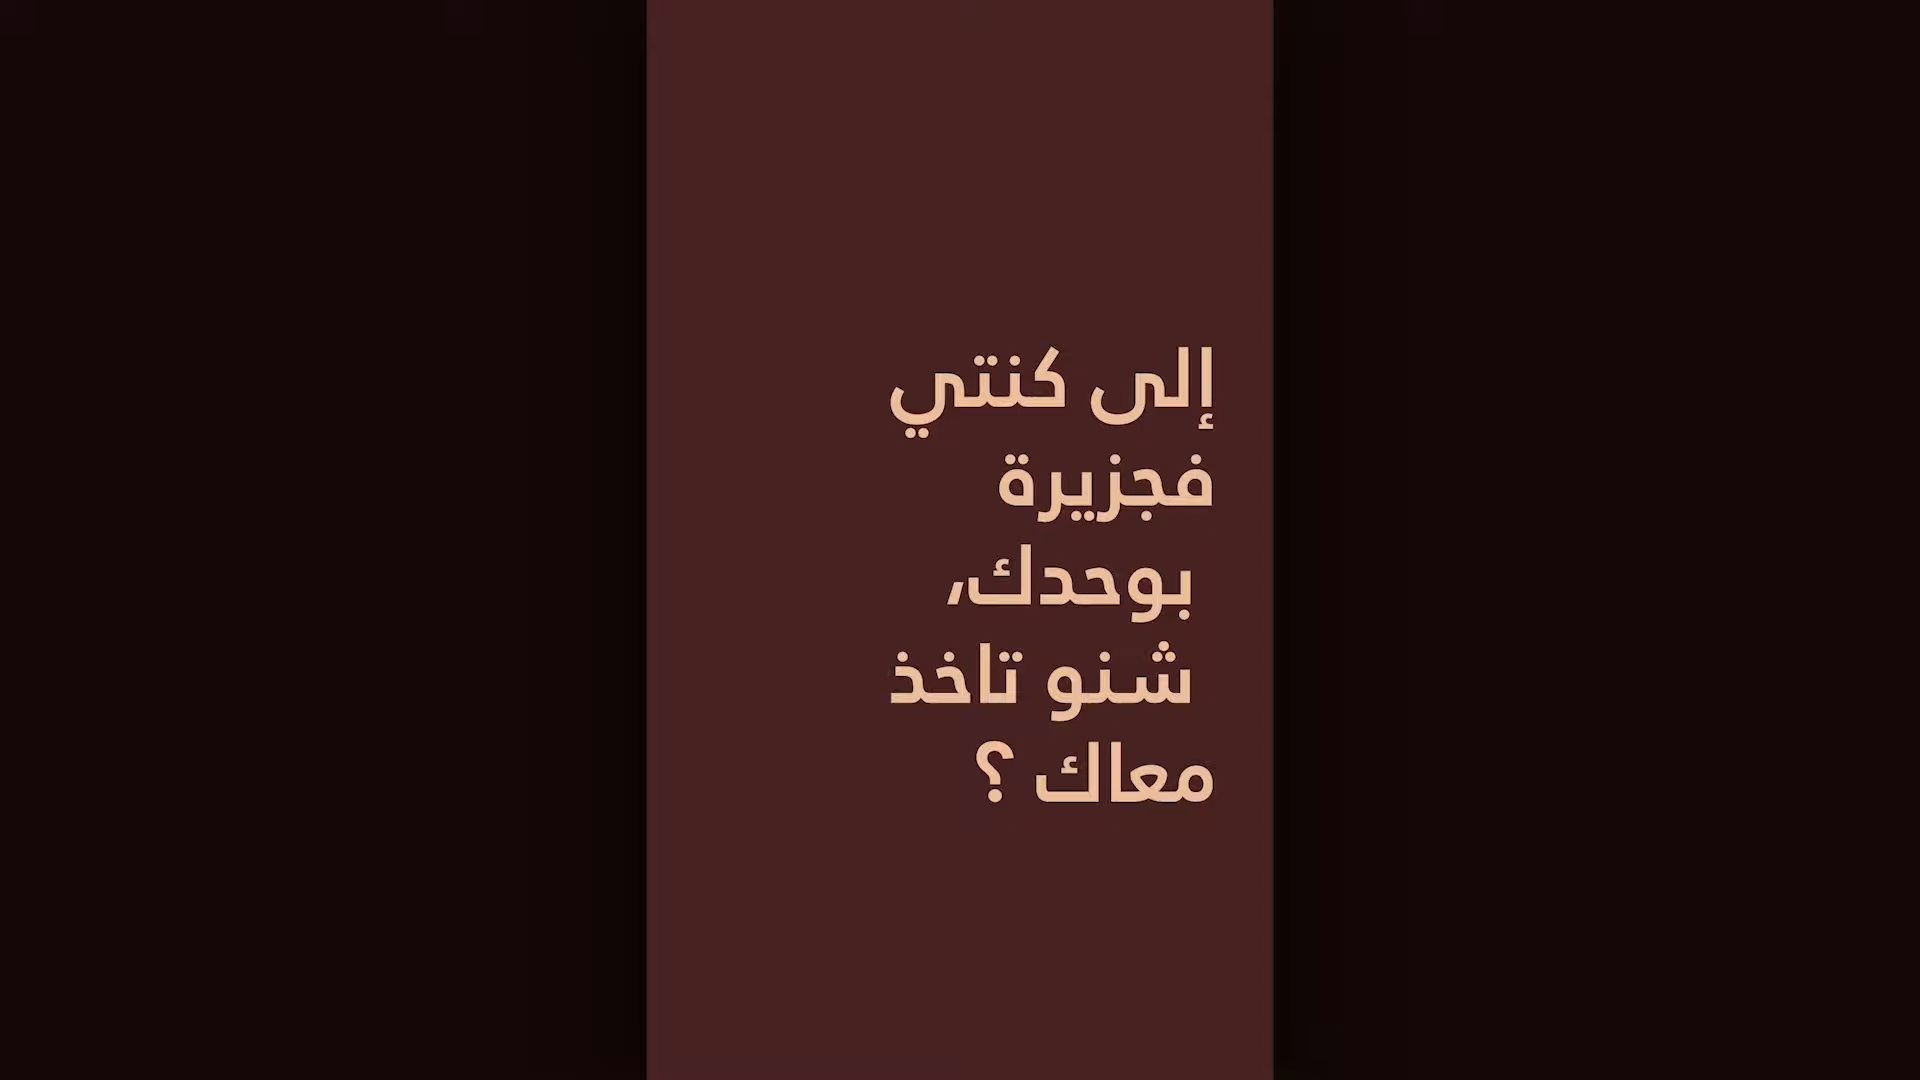 إلى كنتي
فجزيرة
بوحدك،
شنو تاخذ
معاك ؟